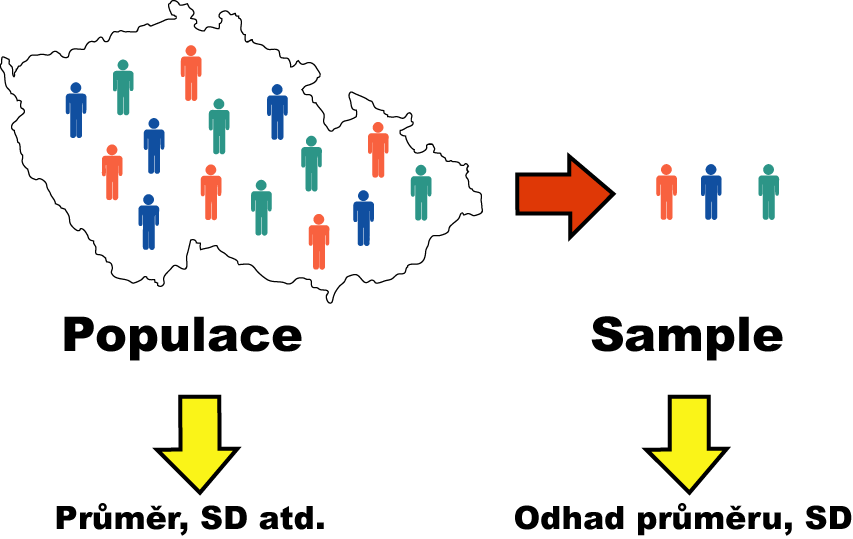 Populace
Sample
Průměr, SD atd.
Odhad průměru, SD